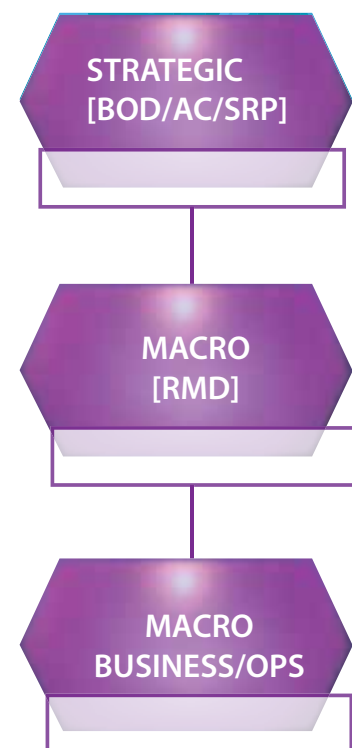 STRATEGIC
[BOD/AC/SRP]
MACRO
[RMD]
MACRO
BUSINESS/OPS